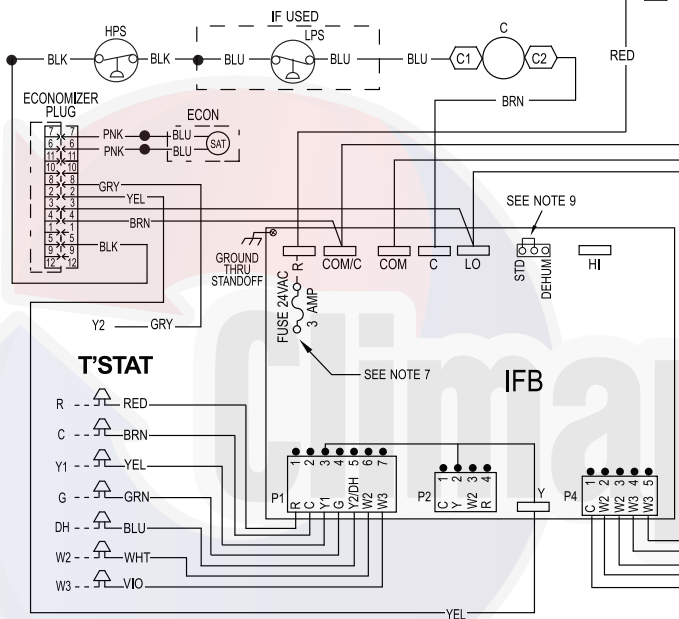 IF USED
HPS
LPS
C
BLK
BLK
BLU
BLU
BLU
C1
C2
RED
BRN
ECONOMIZER
PLUG
ECON
7 7
PNK
BLU
SAT
6 6
PNK
BLU
11 11
10 10
8 8
GRY
2 2
YEL
3 3
4 4
BRN
1 1
5 5
BLK
9 9
12 12
SEE NOTE 9
GROUND
THRU
STANDOFF
R
COM/C
COM
C
LO
STD
DEHUM
HI
FUSE 24VAC
3 AMP
Y2
GRY
SEE NOTE 7
T'STAT
IFB
Clima
R
RED
C
BRN
Y1
YEL
G
GRN
DH
BLU
W2
WHT
W3
VIO
P1
1 2 3 4 5 6 7
R C Y1 G Y2/DH W2 W3
P2
1 2 3 4
C Y W2 R
Y
P4
1 2 3 4 5
C W2 W2 W3 W3
YEL